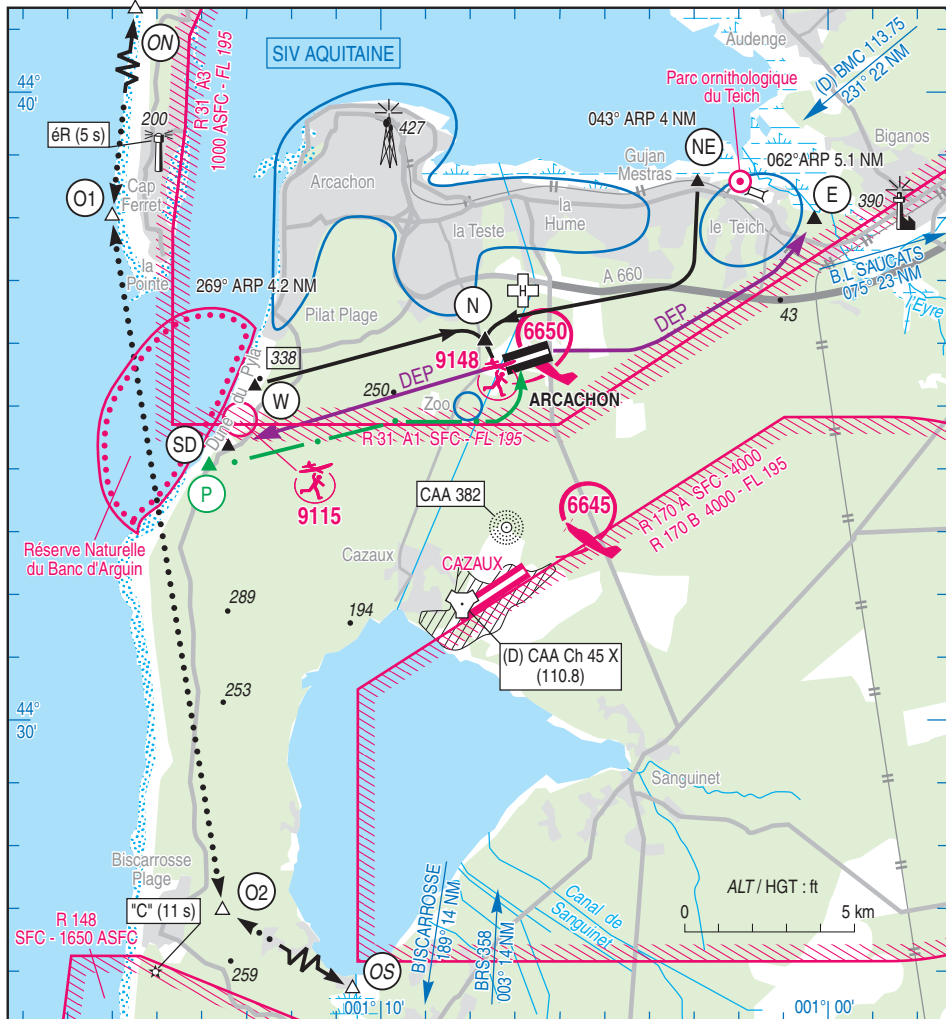 ON
SIV AQUITAINE
Audenge
(D) BMC 113.75
231° 22 NM
44°
40'
R 31 A3
1000 ASFC - FL 195
Parc ornithologique
du Teich
200
éR (5 s)
427
043° ARP 4 NM
NE
Biganos
Gujan
Mestras
062° ARP 5.1 NM
Arcachon
O1
Cap
Ferret
E
390
la
Hume
le Teich
la Teste
la
Pointe
A 660
B.L SAUCATS
075° 23 NM
269° ARP 4.2 NM
Eyre
Pilat Plage
N
H
43
DEP
6650
338
9148
DEP
250
ARCACHON
Dune du Pyla
W
Zoo
SD
R 31 A1 SFC - FL 195
P
9115
CAA 382
6645
R 170 A SFC - 4000
R 170 B 4000 - FL 195
Réserve Naturelle
du Banc d'Arguin
Cazaux
CAZAUX
289
194
(D) CAA Ch 45 X
(110.8)
253
44°
30'
Sanguinet
Biscarrosse
Plage
O2
"C" (11 s)
ALT / HGT : ft
0
5 km
Canal de
Sanguinet
R 148
SFC - 1650 ASFC
259
OS
BISCARROSSE
189° 14 NM
BRS 358
003° 14 NM
001° 10'
001° 00'